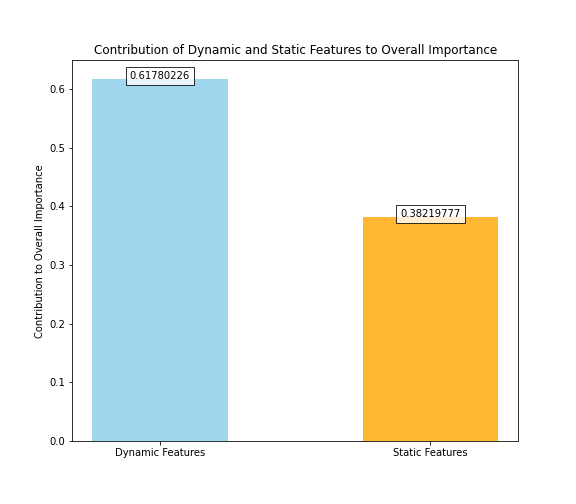 Contribution of Dynamic and Static Features to Overall Importance
Contribution to Overall Importance
0.6
0.5
0.4
0.3
0.2
0.1
0.0
0.61780226
0.38219777
Dynamic Features
Static Features